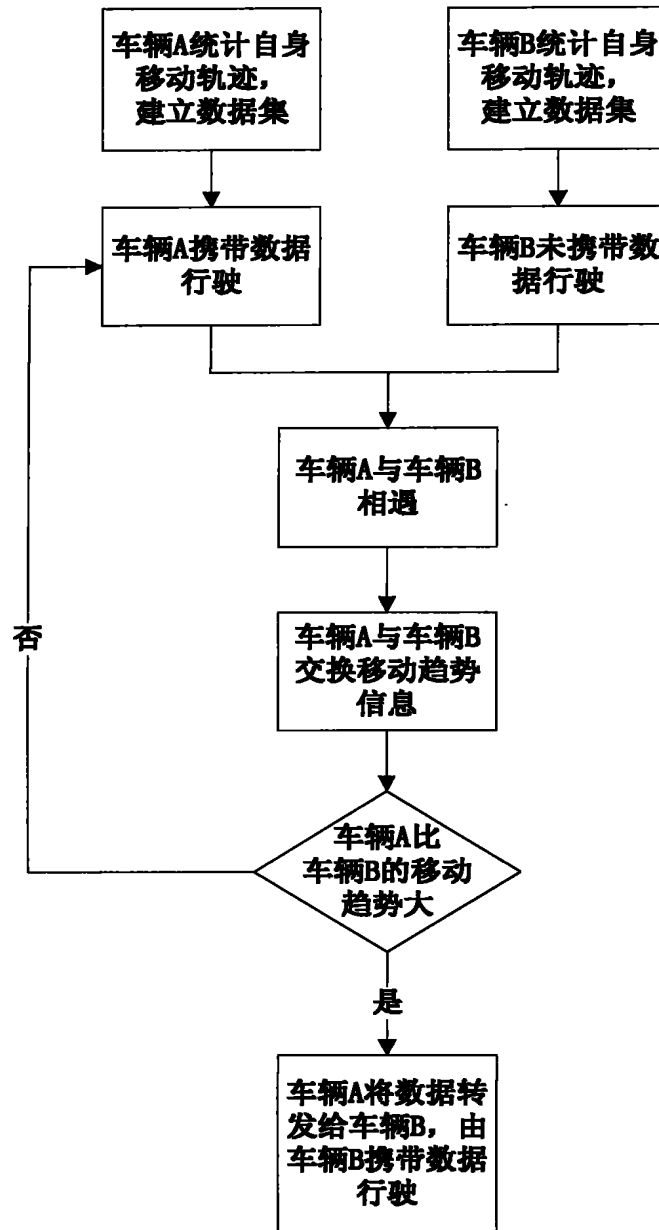 车辆A统计自身
移动轨迹，
建立数据集
车辆B统计自身
移动轨迹，
建立数据集
车辆A携带数据
行驶
车辆B未携带数
据行驶
车辆A与车辆B
相遇
车辆A与车辆B
交换移动趋势
信息
否
车辆A比
车辆B的移动
趋势大
是
车辆A将数据转
发给车辆B，由
车辆B携带数据
行驶